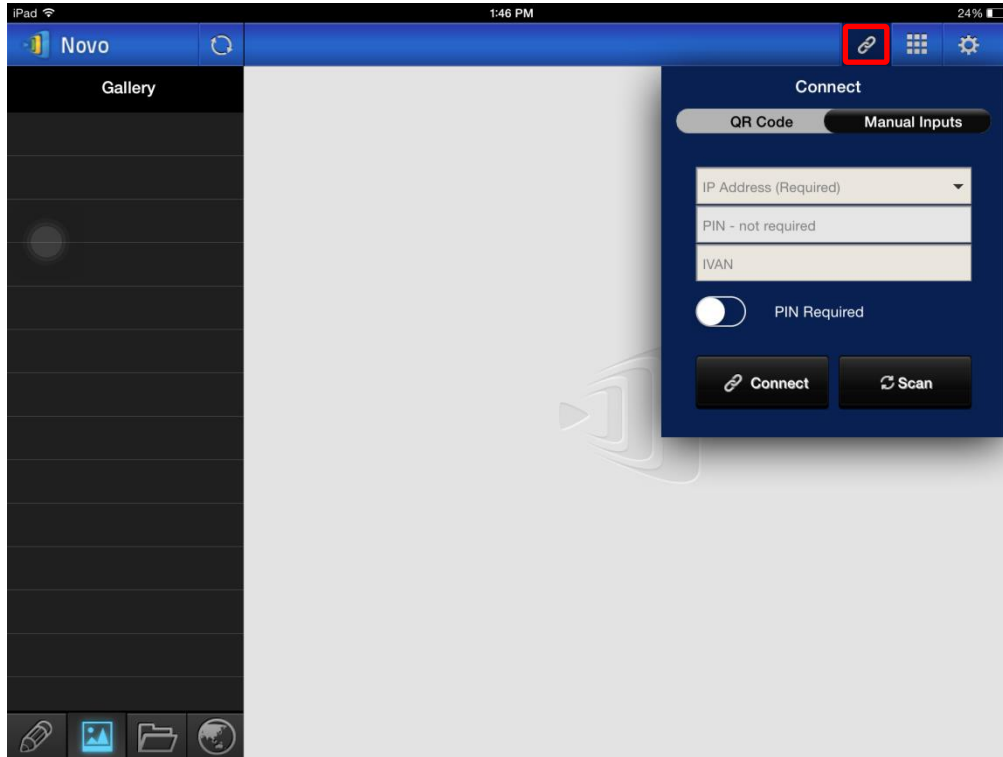 iPad 1:46 PM 24%
Novo
Gallery
Connect
QR Code Manual Inputs
IP Address (Required)
PIN - not required
IVAN
PIN Required
Connect Scan